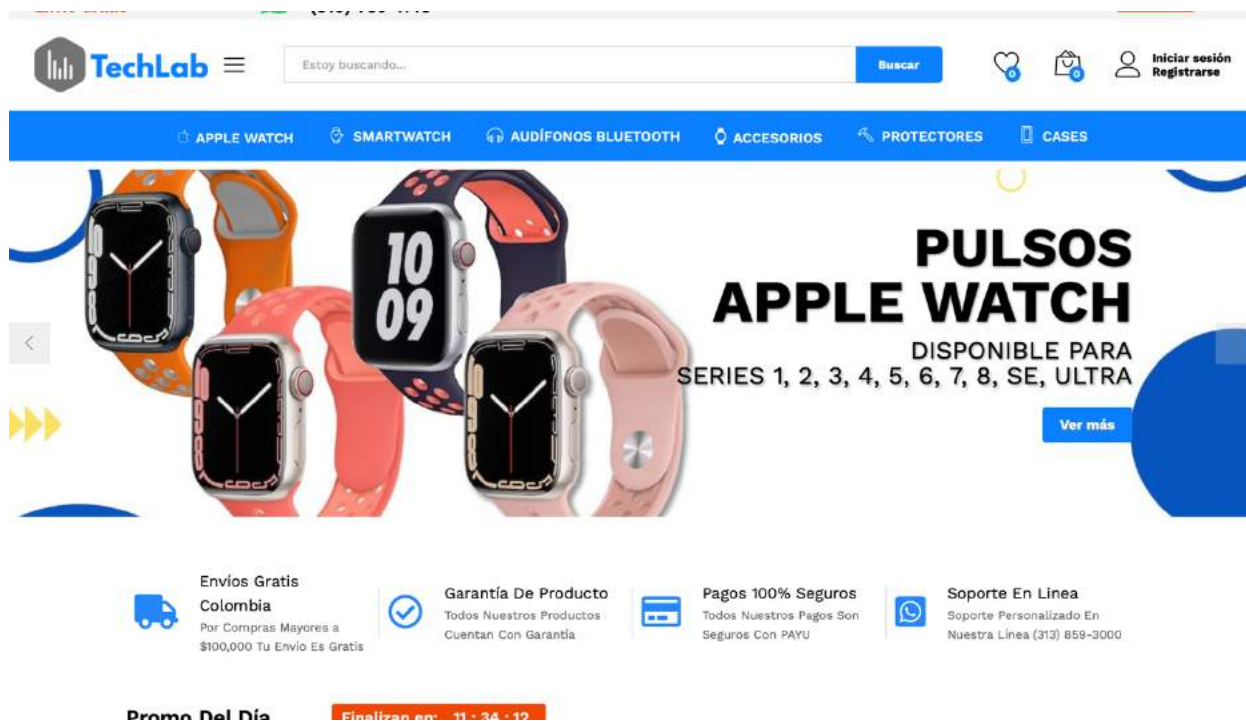 TechLab
Estoy buscando...
Buscar
0
0
Iniciar sesión
Registrarse
APPLE WATCH
SMARTWATCH
AUDÍFONOS BLUETOOTH
ACCESORIOS
PROTECTORES
CASES
10
09
PULSOS
APPLE WATCH
DISPONIBLE PARA
SERIES 1, 2, 3, 4, 5, 6, 7, 8, SE, ULTRA
Ver más
Envíos Gratis
Colombia
Por Compras Mayores a
$100,000 Tu Envío Es Gratis
Garantía De Producto
Todos Nuestros Productos
Cuentan Con Garantía
Pagos 100% Seguros
Todos Nuestros Pagos Son
Seguros Con PAYU
Soporte En Linea
Soporte Personalizado En
Nuestra Línea (313) 859-3000
Promo Del Día
Finalizan en: 11 : 34 : 12